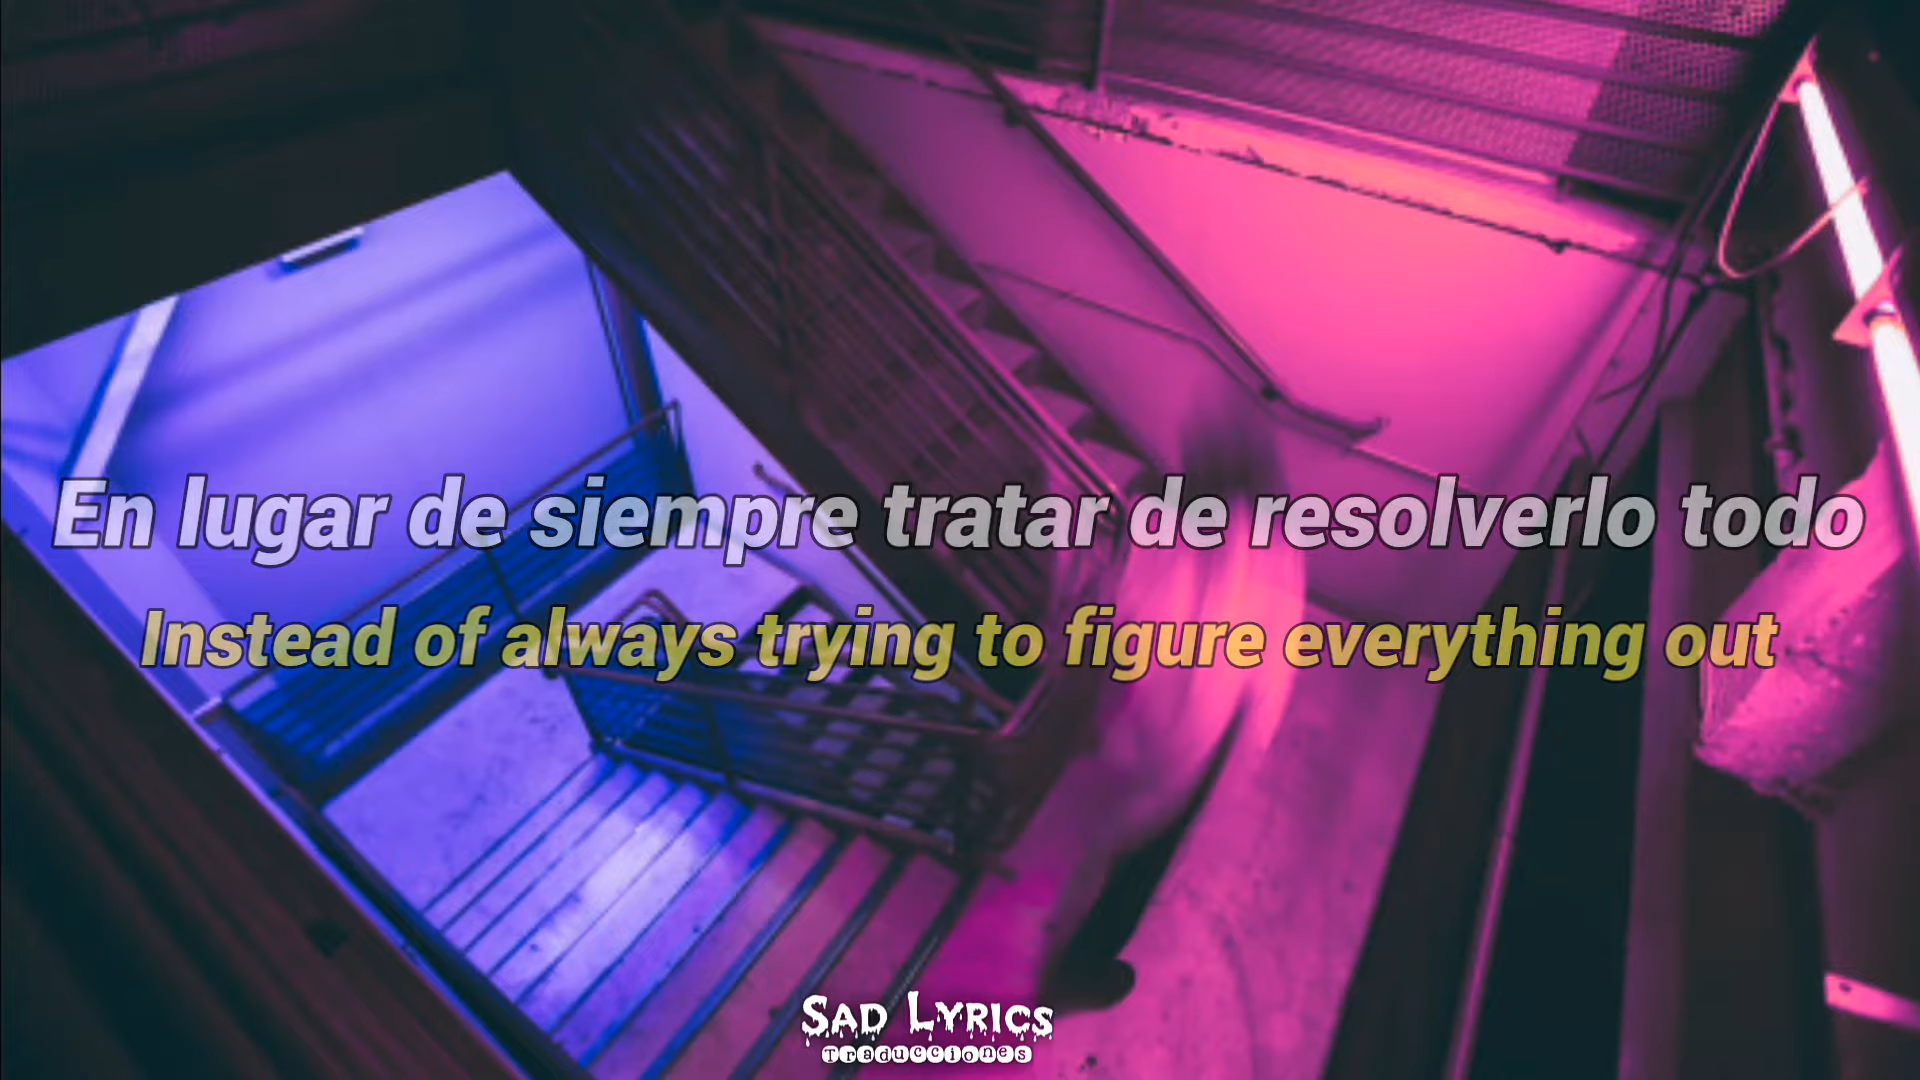 En lugar de siempre tratar de resolverlo todo
Instead of always trying to figure everything out
SAD LYRICS
Traducciones